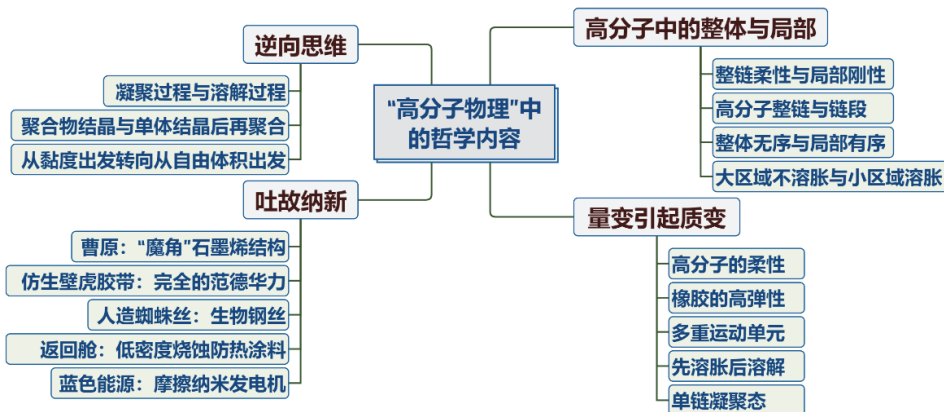 “高分子物理”中
的哲学内容
逆向思维
凝聚过程与溶解过程
聚合物结晶与单体结晶后再聚合
从黏度出发转向从自由体积出发
吐故纳新
曹原：“魔角”石墨烯结构
仿生壁虎胶带：完全的范德华力
人造蜘蛛丝：生物钢丝
返回舱：低密度烧蚀防热涂料
蓝色能源：摩擦纳米发电机
高分子中的整体与局部
整链柔性与局部刚性
高分子整链与链段
整体无序与局部有序
大区域不溶胀与小区域溶胀
量变引起质变
高分子的柔性
橡胶的高弹性
多重运动单元
先溶胀后溶解
单链凝聚态